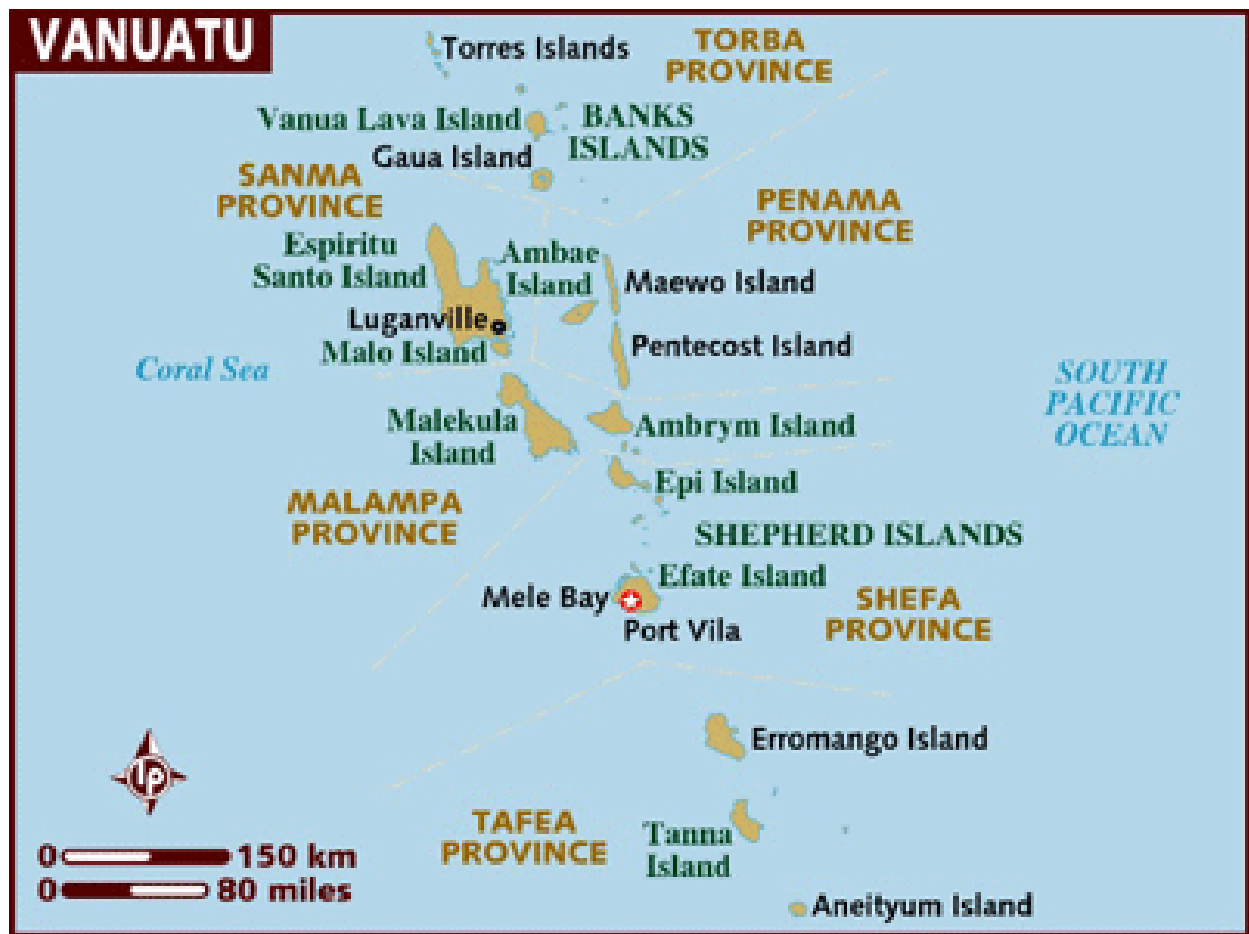 VANUATU
Torres Islands
TORBA
PROVINCE
Vanua Lava Island
BANKS
ISLANDS
Gaua Island
SANMA
PROVINCE
PENAMA
PROVINCE
Espiritu
Santo Island
Ambae
Island
Maewo Island
Luganville
Malo Island
Pentecost Island
Coral Sea
SOUTH
PACIFIC
OCEAN
Malekula
Island
Ambrym Island
Epi Island
MALAMPA
PROVINCE
SHEPHERD ISLANDS
Efate Island
Mele Bay
Port Vila
SHEFA
PROVINCE
Erromango Island
LP
TAFEA
PROVINCE
Tanna
Island
0 150 km
0 80 miles
Aneityum Island